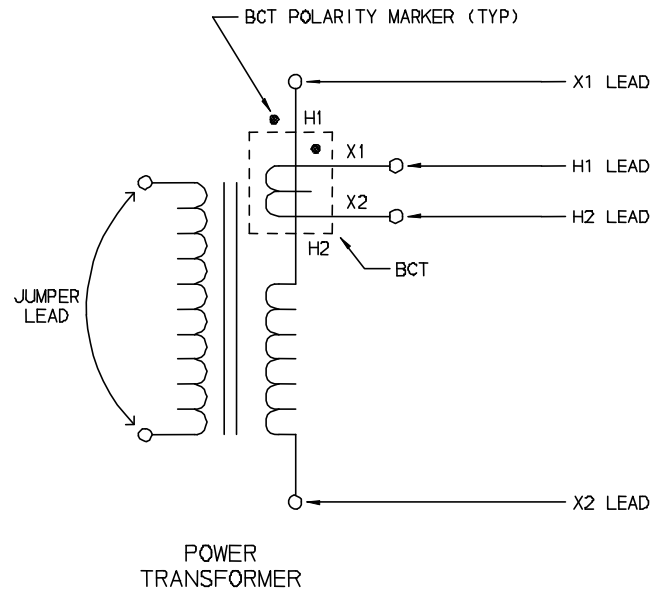 BCT POLARITY MARKER (TYP)
X1 LEAD
H1
X1
H1 LEAD
X2
H2 LEAD
H2
BCT
JUMPER
LEAD
X2 LEAD
POWER
TRANSFORMER